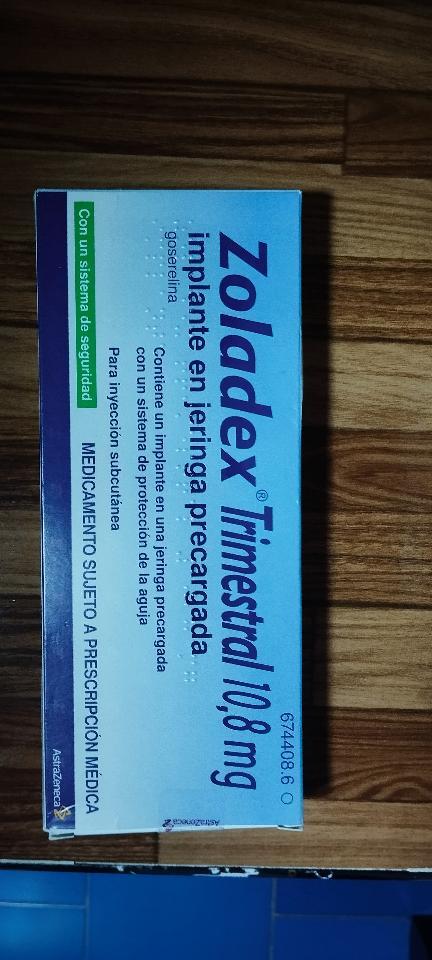 674408.6
Zoladex® Trimestral 10,8 mg
implante en jeringa precargada
goserelina
Contiene un implante en una jeringa precargada
con un sistema de protección de la aguja
Para inyección subcutánea
Con un sistema de seguridad
MEDICAMENTO SUJETO A PRESCRIPCIÓN MÉDICA
AstraZeneca
AstraZeneca